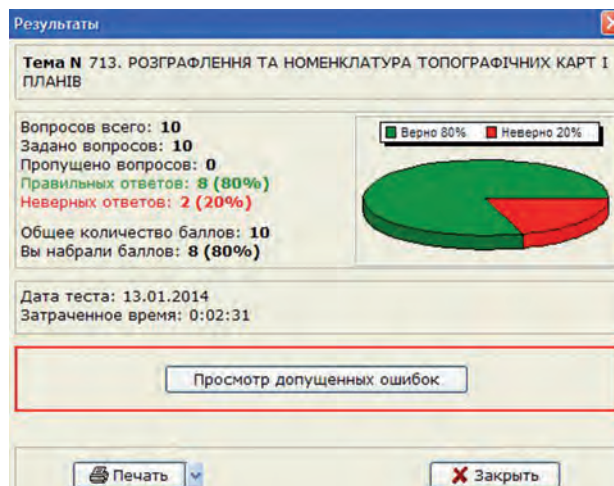 Результаты
Тема N 713. РОЗГРАФЛЕННЯ ТА НОМЕНКЛАТУРА ТОПОГРАФІЧНИХ КАРТ І
ПЛАНІВ
Вопросов всего: 10
Задано вопросов: 10
Пропущено вопросов: 0
Правильных ответов: 8 (80%)
Неверных ответов: 2 (20%)
Общее количество баллов: 10
Вы набрали баллов: 8 (80%)
Верно 80% Неверно 20%
Дата теста: 13.01.2014
Затраченное время: 0:02:31
Просмотр допущенных ошибок
Печать
Закрыть